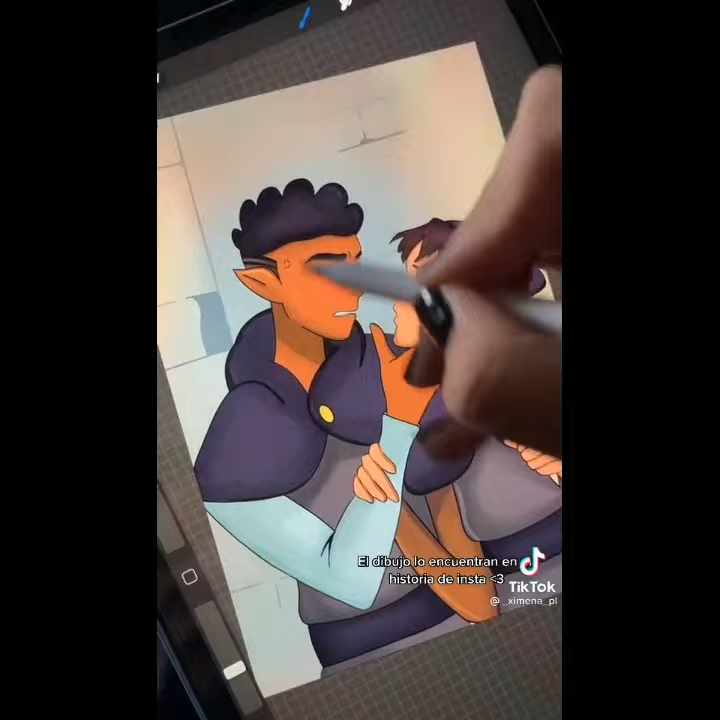 El dibujo lo encuentran en
historia de insta <3
TikTok
@_ximena_pl